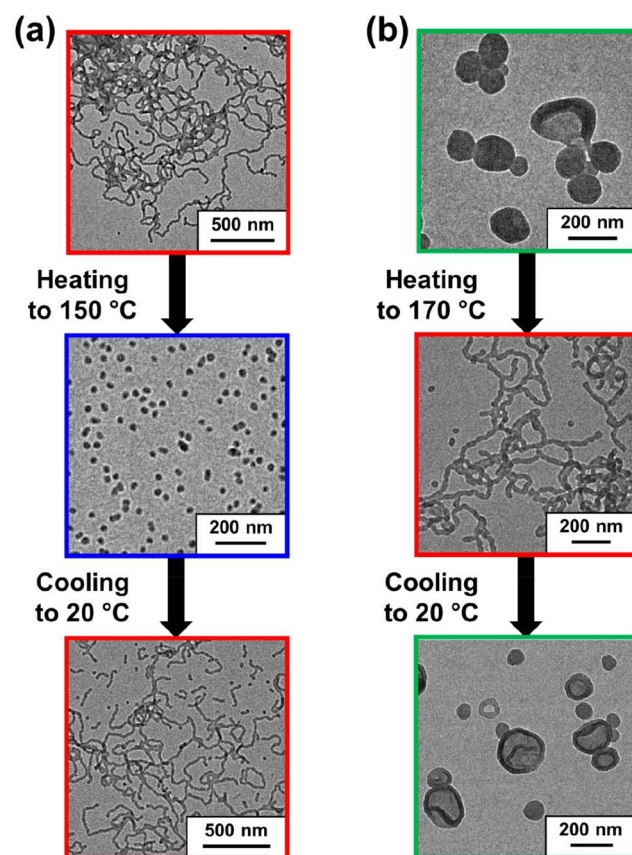 (a)
500 nm
Heating
to 150 °C
200 nm
Cooling
to 20 °C
500 nm
(b)
200 nm
Heating
to 170 °C
200 nm
Cooling
to 20 °C
200 nm